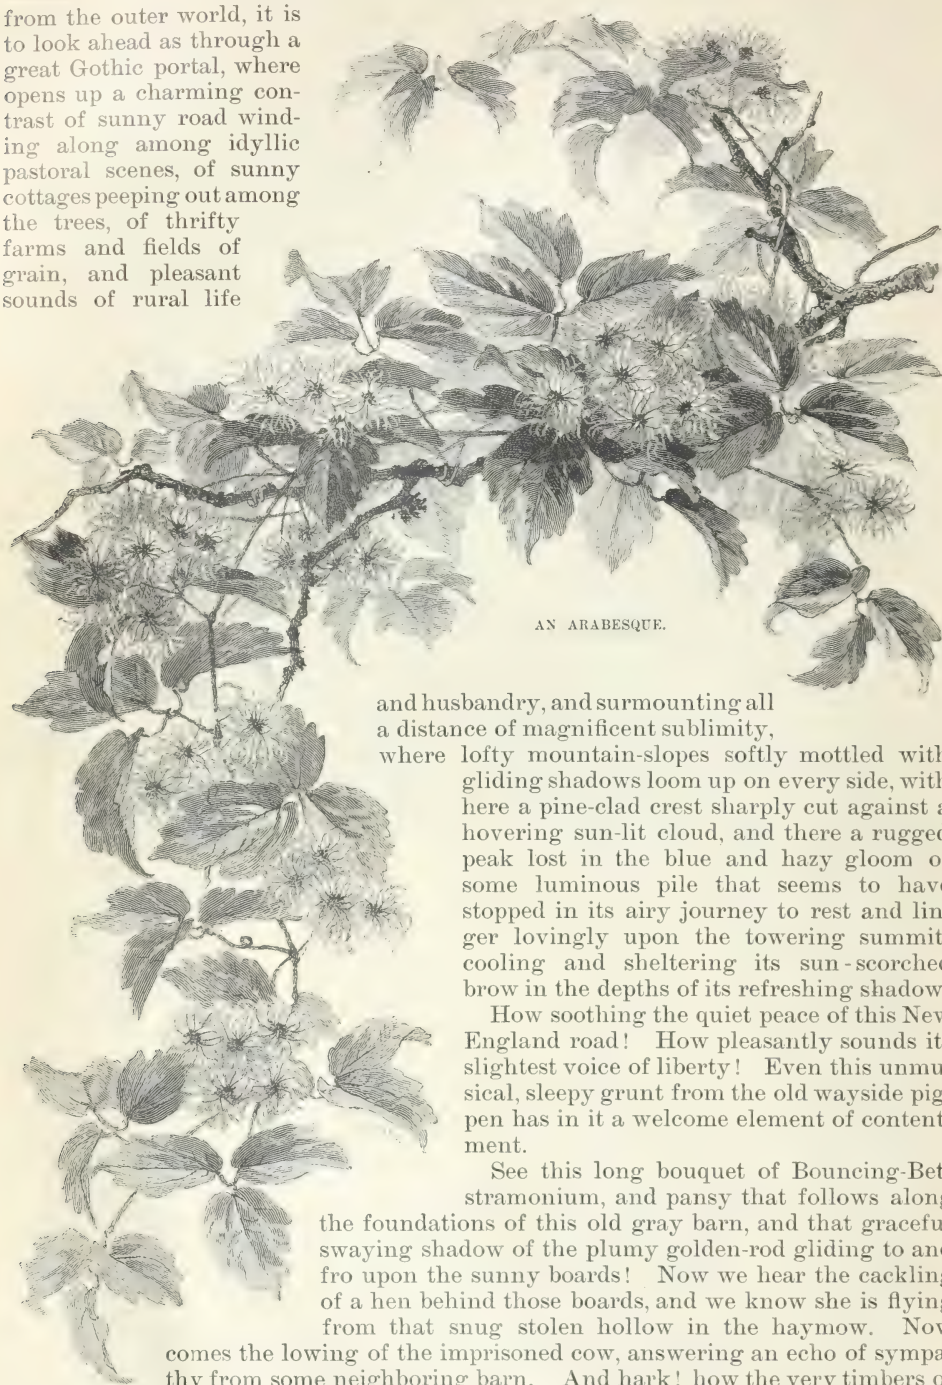 from the outer world, it is
to look ahead as through a
great Gothic portal, where
opens up a charming con-
trast of sunny road wind-
ing along among idyllic
pastoral scenes, of sunny
cottages peeping out among
the trees, of thrifty
farms and fields of
grain, and pleasant
sounds of rural life
AN ARABESQUE.
and husbandry, and surmounting all
a distance of magnificent sublimity,
where lofty mountain-slopes softly mottled with
gliding shadows loom up on every side, with
here a pine-clad crest sharply cut against a
hovering sun-lit cloud, and there a rugged
peak lost in the blue and hazy gloom o
some luminous pile that seems to have
stopped in its airy journey to rest and lin
ger lovingly upon the towering summit
cooling and sheltering its sun-scorched
brow in the depths of its refreshing shadow
How soothing the quiet peace of this New
England road! How pleasantly sounds it
slightest voice of liberty! Even this unmu
sical, sleepy grunt from the old wayside pig
pen has in it a welcome element of content
ment.
See this long bouquet of Bouncing-Bet
stramonium, and pansy that follows along
the foundations of this old gray barn, and that gracefu
swaying shadow of the plumy golden-rod gliding to and
fro upon the sunny boards! Now we hear the cackling
of a hen behind those boards, and we know she is flying
from that snug stolen hollow in the haymow. Now
comes the lowing of the imprisoned cow, answering an echo of sympa
thy from some neighboring barn. And hark! how the very timbers o